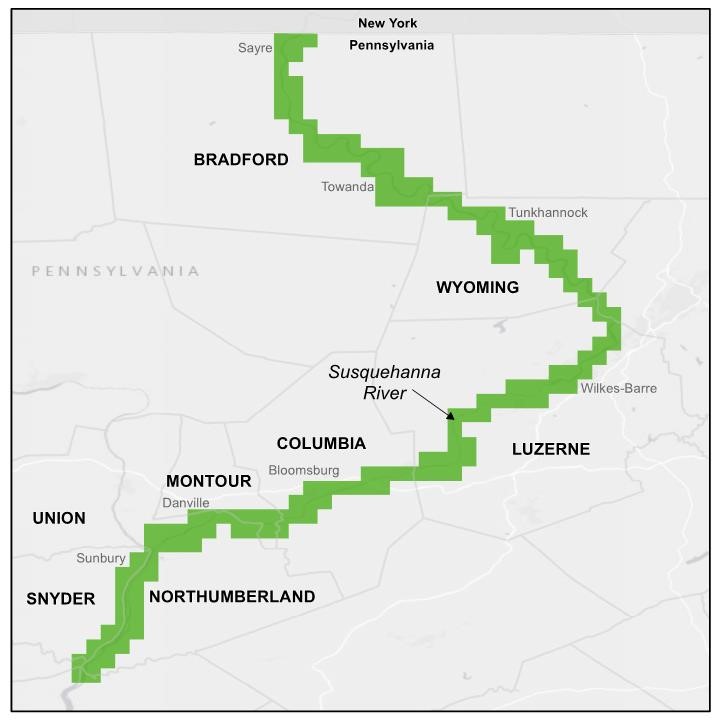 New York
Sayre
Pennsylvania
BRADFORD
Towanda
Tunkhannock
PENNSYLVANIA
WYOMING
Susquehanna
River
Wilkes-Barre
COLUMBIA
LUZERNE
Bloomsburg
MONTOUR
Danville
UNION
Sunbury
SNYDER
NORTHUMBERLAND